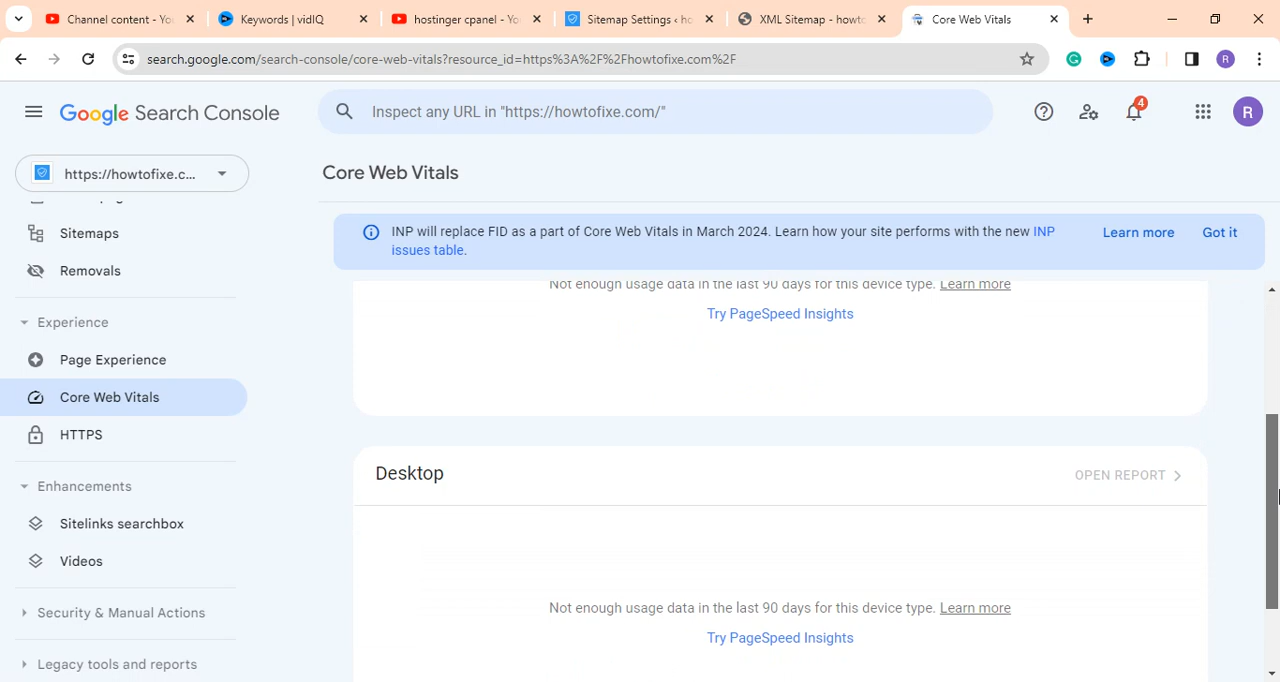 Channel content - Yo
Keywords | vidIQ
hostinger cpanel - Yo
Sitemap Settings ‹ ho
XML Sitemap - howto
Core Web Vitals
search.google.com/search-console/core-web-vitals?resource_id=https%3A%2F%2Fhowtofixe.com%2F
R
Google Search Console
Inspect any URL in "https://howtofixe.com/"
4
R
https://howtofixe.c...
Core Web Vitals
Sitemaps
Removals
Experience
Page Experience
Core Web Vitals
HTTPS
Enhancements
Sitelinks searchbox
Videos
Security & Manual Actions
Legacy tools and reports
INP will replace FID as a part of Core Web Vitals in March 2024. Learn how your site performs with the new INP
issues table.
Learn more
Got it
Not enough usage data in the last 90 days for this device type. Learn more
Try PageSpeed Insights
Desktop
OPEN REPORT
Not enough usage data in the last 90 days for this device type. Learn more
Try PageSpeed Insights